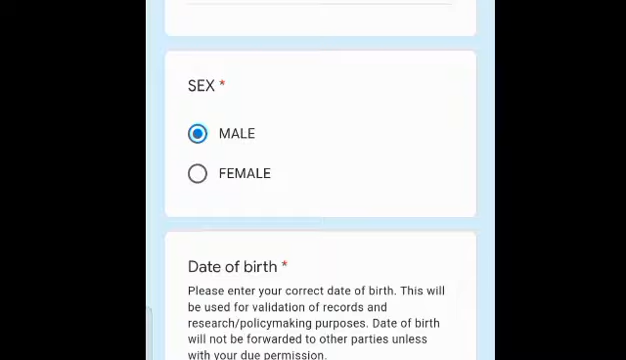 SEX *
MALE
FEMALE
Date of birth *
Please enter your correct date of birth. This will
be used for validation of records and
research/policymaking purposes. Date of birth
will not be forwarded to other parties unless
with your due permission.